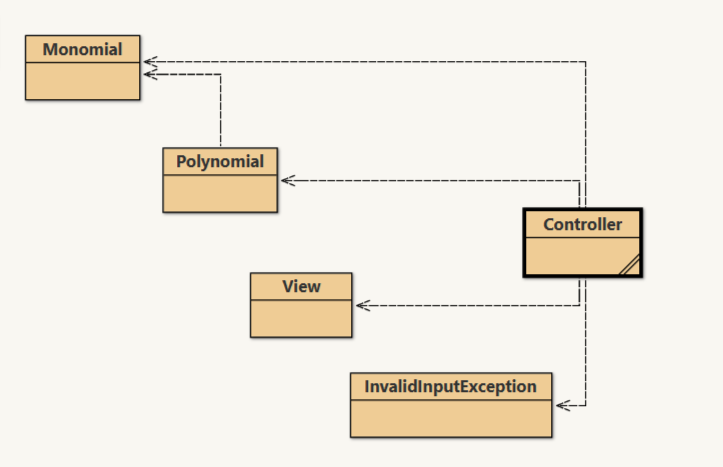 Monomial
Polynomial
Controller
View
InvalidInputException